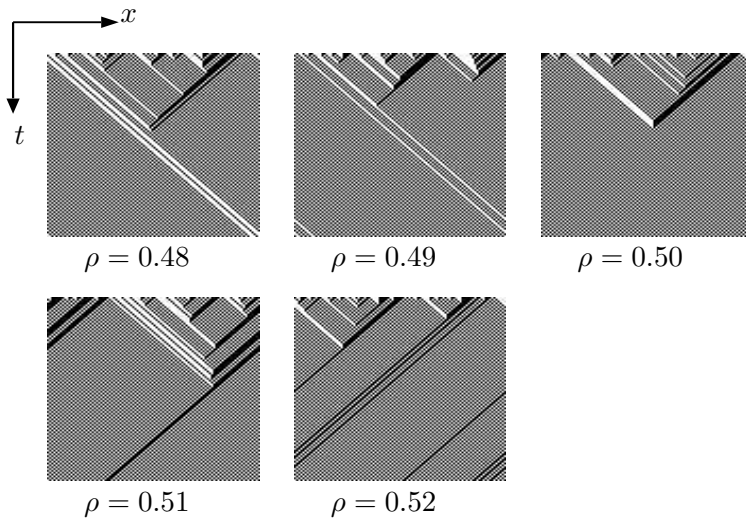 x
t
ρ = 0.48 ρ = 0.49 ρ = 0.50
ρ = 0.51 ρ = 0.52